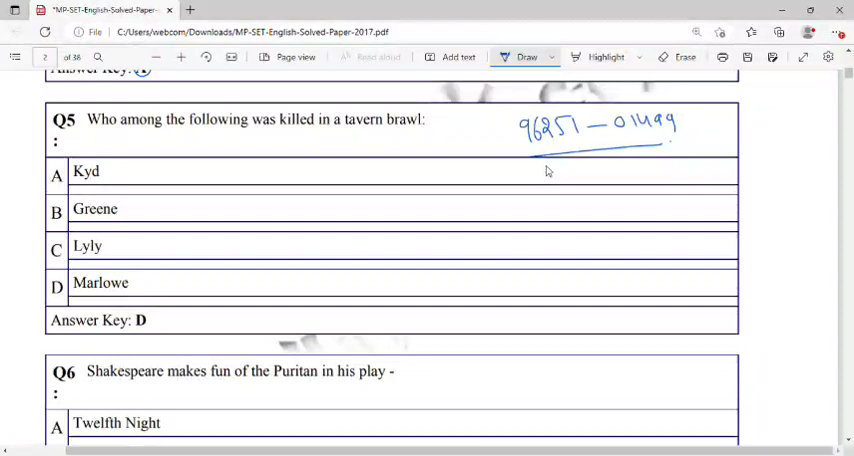 *MP-SET-English-Solved-Paper-
File
C:/Users/webcom/Downloads/MP-SET-English-Solved-Paper-2017.pdf
2 of 38
Page view
Read aloud
Add text
Draw
Highlight
Erase
Answer Key: A
Q5 Who among the following was killed in a tavern brawl:
:
96251 - 01499
A Kyd
B Greene
C Lyly
D Marlowe
Answer Key: D
Q6 Shakespeare makes fun of the Puritan in his play -
:
A Twelfth Night